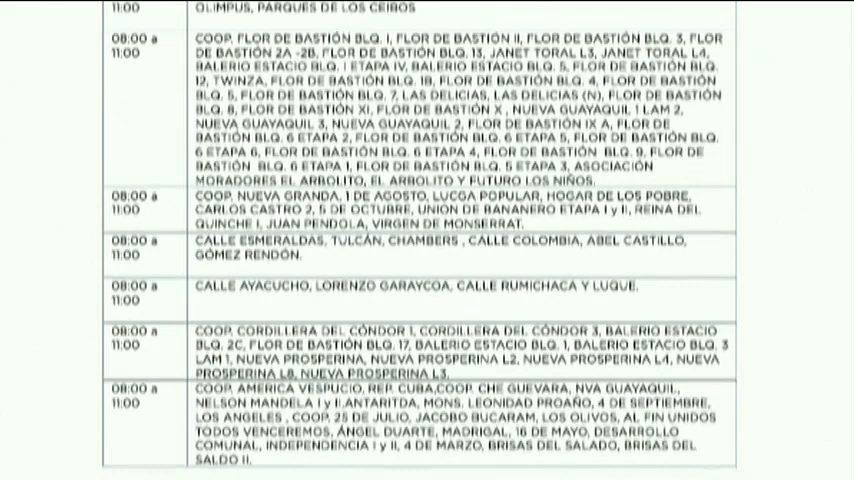 11:00
OLIMPUS, PARQUES DE LOS CEIBOS
08:00 a
11:00
COOP. FLOR DE BASTIÓN BLQ. I, FLOR DE BASTIÓN II, FLOR DE BASTIÓN BLQ. 3, FLOR
DE BASTIÓN 2A -2B, FLOR DE BASTIÓN BLQ. 13, JANET TORAL L3, JANET TORAL L4,
BALERIO ESTACIO BLQ. I ETAPA IV, BALERIO ESTACIO BLQ. 5, FLOR DE BASTIÓN BLQ.
12, TWINZA, FLOR DE BASTIÓN BLQ. 1B, FLOR DE BASTIÓN BLQ. 4, FLOR DE BASTIÓN
BLQ. 5, FLOR DE BASTIÓN BLQ. 7, LAS DELICIAS, LAS DELICIAS (N), FLOR DE BASTIÓN
BLQ. 8, FLOR DE BASTIÓN XI, FLOR DE BASTIÓN X , NUEVA GUAYAQUIL 1 LAM 2,
NUEVA GUAYAQUIL 3, NUEVA GUAYAQUIL 2, FLOR DE BASTIÓN IX A, FLOR DE
BASTIÓN BLQ. 6 ETAPA 2, FLOR DE BASTIÓN BLQ. 6 ETAPA 5, FLOR DE BASTIÓN BLQ.
6 ETAPA 6, FLOR DE BASTIÓN BLQ. 6 ETAPA 4, FLOR DE BASTIÓN BLQ. 9, FLOR DE
BASTIÓN BLQ. 6 ETAPA 1, FLOR DE BASTIÓN BLQ. 5 ETAPA 3, ASOCIACIÓN
MORADORES EL ARBOLITO, EL ARBOLITO Y FUTURO LOS NIÑOS.
08:00 a
11:00
COOP. NUEVA GRANDA, 1 DE AGOSTO, LUCGA POPULAR, HOGAR DE LOS POBRE,
CARLOS CASTRO 2, 5 DE OCTUBRE, UNION DE BANANERO ETAPA I y II, REINA DEL
QUINCHE I, JUAN PENDOLA, VIRGEN DE MONSERRAT.
08:00 a
11:00
CALLE ESMERALDAS, TULCÁN, CHAMBERS , CALLE COLOMBIA, ABEL CASTILLO,
GÓMEZ RENDÓN.
08:00 a
11:00
CALLE AYACUCHO, LORENZO GARAYCOA, CALLE RUMICHACA Y LUQUE.
08:00 a
11:00
COOP. CORDILLERA DEL CÓNDOR 1, CORDILLERA DEL CÓNDOR 3, BALERIO ESTACIO
BLQ. 2C, FLOR DE BASTIÓN BLQ. 17, BALERIO ESTACIO BLQ. 1, BALERIO ESTACIO BLQ. 3
LAM 1, NUEVA PROSPERINA, NUEVA PROSPERINA L2, NUEVA PROSPERINA L4, NUEVA
PROSPERINA L8, NUEVA PROSPERINA L3.
08:00 a
11:00
COOP. AMERICA VESPUCIO, REP. CUBA,COOP. CHE GUEVARA, NVA GUAYAQUIL,
NELSON MANDELA I y II.ANTARITDA, MONS. LEONIDAD PROAÑO, 4 DE SEPTIEMBRE,
LOS ANGELES , COOP. 25 DE JULIO, JACOBO BUCARAM, LOS OLIVOS, AL FIN UNIDOS
TODOS VENCEREMOS, ÁNGEL DUARTE, MADRIGAL, 16 DE MAYO, DESARROLLO
COMUNAL, INDEPENDENCIA I y II, 4 DE MARZO, BRISAS DEL SALADO, BRISAS DEL
SALDO II.